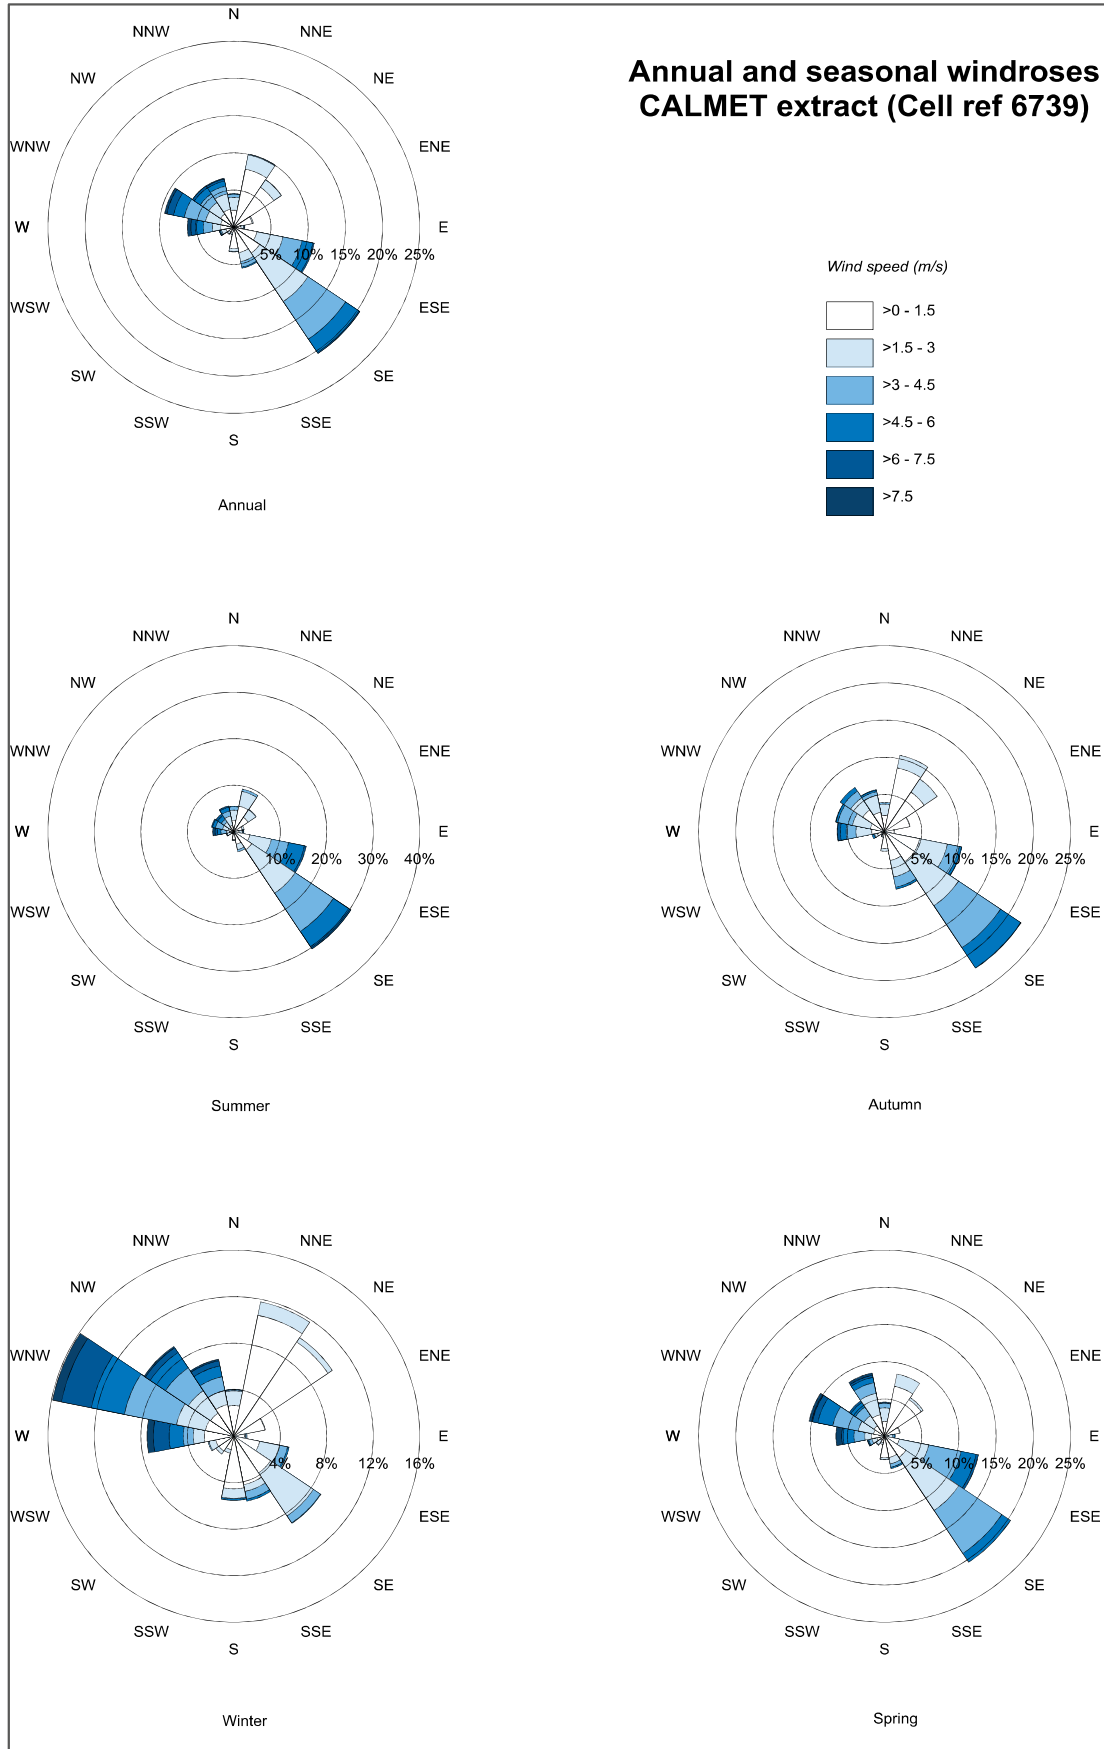 Annual and seasonal windroses
CALMET extract (Cell ref 6739)
N
NNW
NNE
NW
NE
WNW
ENE
W
E
5% 10% 15% 20% 25%
WSW
ESE
SW
SE
SSW
SSE
S
Annual
Wind speed (m/s)
>0 - 1.5
>1.5 - 3
>3 - 4.5
>4.5 - 6
>6 - 7.5
>7.5
N
NNW
NNE
NW
NE
WNW
ENE
W
E
10% 20% 30% 40%
WSW
ESE
SW
SE
SSW
SSE
S
Summer
N
NNW
NNE
NW
NE
WNW
ENE
W
E
5% 10% 15% 20% 25%
WSW
ESE
SW
SE
SSW
SSE
S
Autumn
N
NNW
NNE
NW
NE
WNW
ENE
W
E
4% 8% 12% 16%
WSW
ESE
SW
SE
SSW
SSE
S
Winter
N
NNW
NNE
NW
NE
WNW
ENE
W
E
5% 10% 15% 20% 25%
WSW
ESE
SW
SE
SSW
SSE
S
Spring